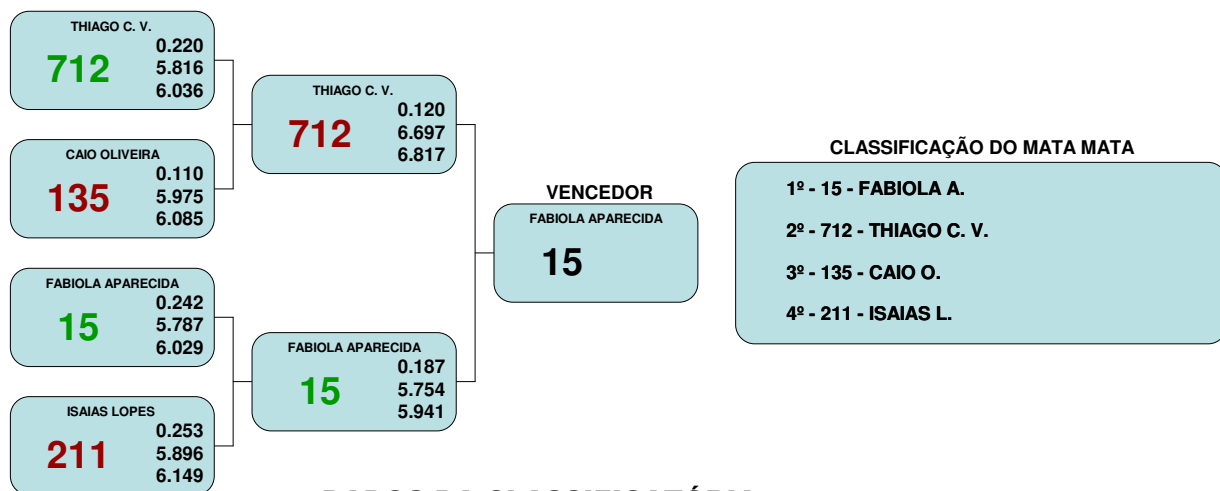 THIAGO C. V.
712
0.220
5.816
6.036
CAIO OLIVEIRA
135
0.110
5.975
6.085
FABIOLA APARECIDA
15
0.242
5.787
6.029
ISAIAS LOPES
211
0.253
5.896
6.149
THIAGO C. V.
712
0.120
6.697
6.817
FABIOLA APARECIDA
15
0.187
5.754
5.941
VENCEDOR
FABIOLA APARECIDA
15
CLASSIFICAÇÃO DO MATA MATA
1º - 15 - FABIOLA A.
2º - 712 - THIAGO C. V.
3º - 135 - CAIO O.
4º - 211 - ISAIAS L.